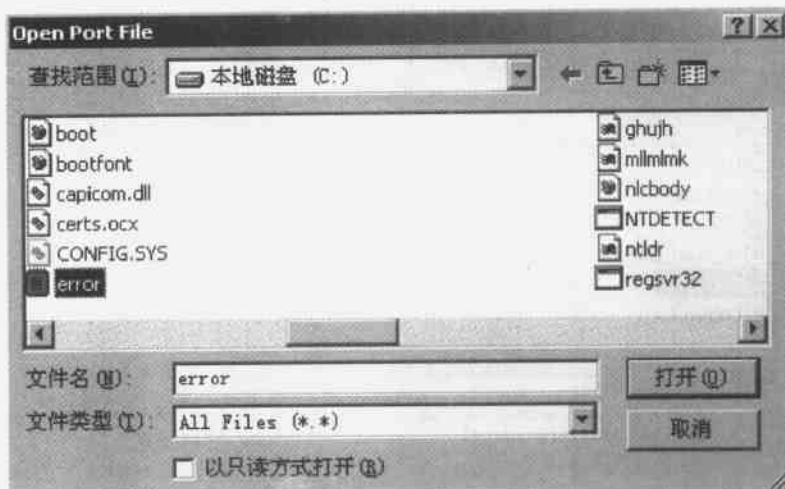 Open Port File
查找范围(I): 本地磁盘 (C:)
boot
bootfont
capicom.dll
certs.ocx
CONFIG.SYS
error
ghujh
mllmlmk
nlcbody
NTDETECT
ntldr
regsvr32
文件名(N): error 打开(O)
文件类型(T): All Files (*.*) 取消
以只读方式打开(R)